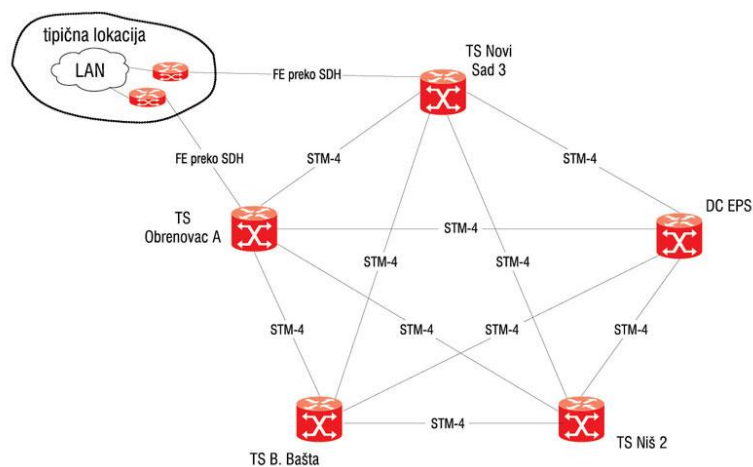 tipična lokacija
LAN
FE preko SDH
TS Novi
Sad 3
FE preko SDH
STM-4
STM-4
DC EPS
TS
Obrenovac A
STM-4
STM-4
STM-4
STM-4
STM-4
STM-4
STM-4
STM-4
TS B. Bašta
TS Niš 2